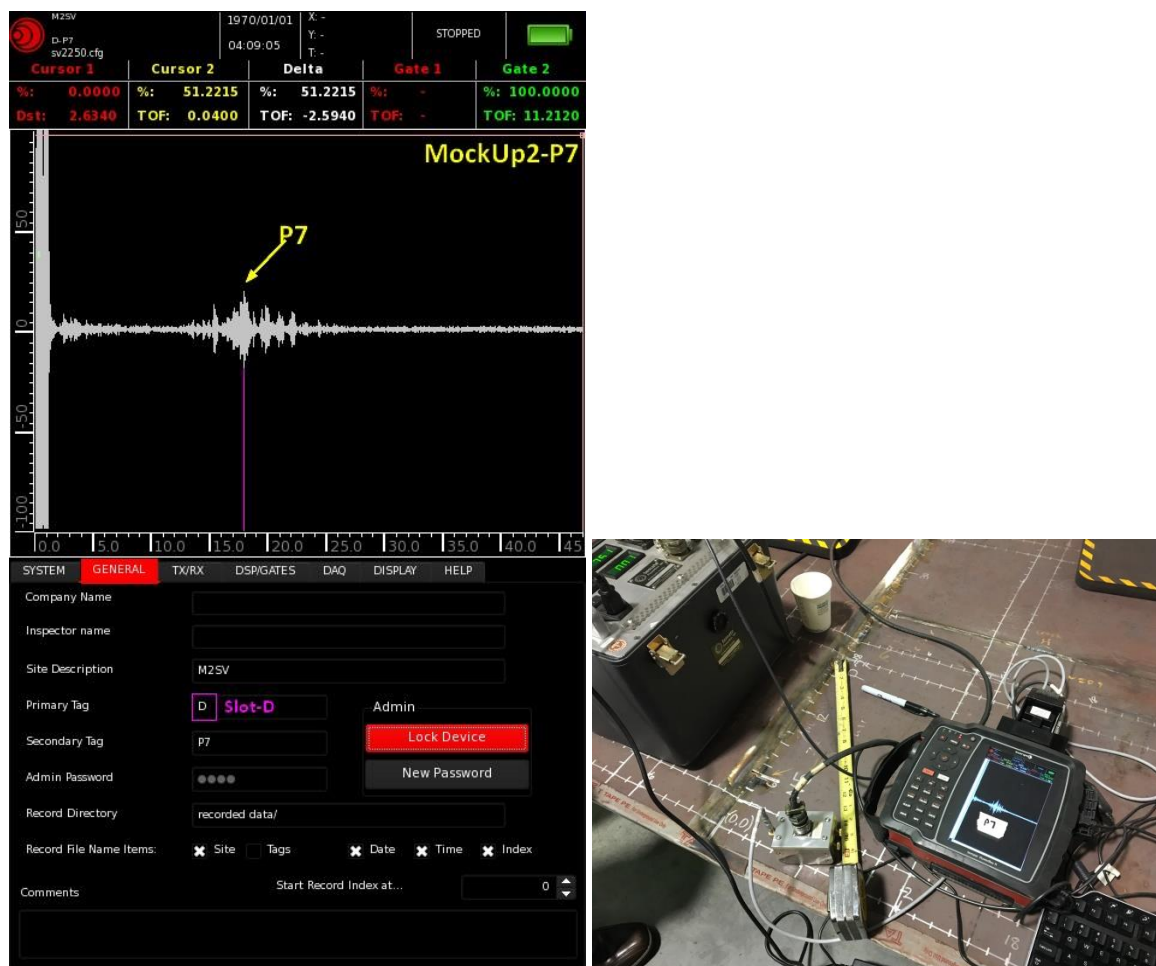 M2SV
D-P7
sv2250.cfg
1970/01/01
04:09:05
X: -
Y: -
T: -
STOPPED
Cursor 1 Cursor 2 Delta Gate 1 Gate 2
%: 0.0000 %: 51.2215 %: 51.2215 %: - %: 100.0000
Dst: 2.6340 TOF: 0.0400 TOF: -2.5940 TOF: - TOF: 11.2120
MockUp2-P7
P7
50
0
-50
-100
0.0 5.0 10.0 15.0 20.0 25.0 30.0 35.0 40.0 45
SYSTEM GENERAL TX/RX DSP/GATES DAQ DISPLAY HELP
Company Name
Inspector name
Site Description M2SV
Primary Tag D Slot-D
Admin
Lock Device
Secondary Tag P7
New Password
Admin Password
Record Directory recorded data/
Record File Name Items: Site Tags Date Time Index
Start Record Index at... 0
Comments
P7
(0,0)
18